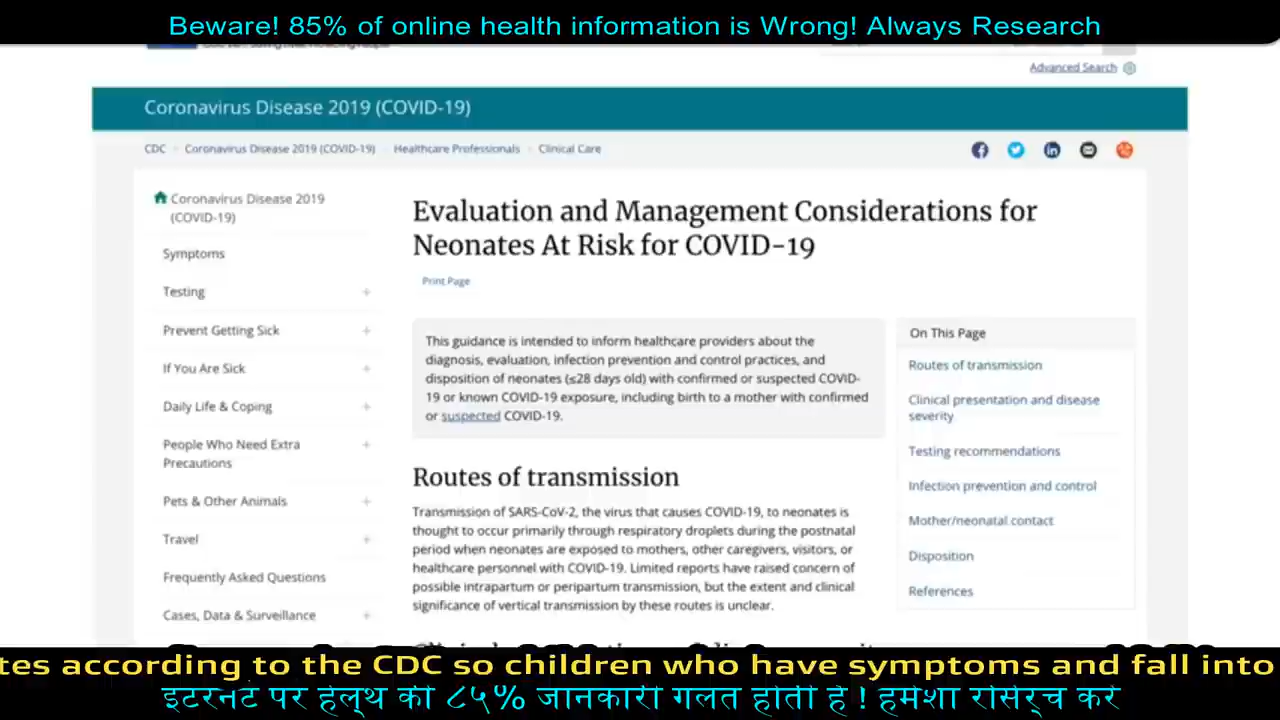 Beware! 85% of online health information is Wrong! Always Research
Advanced Search
Coronavirus Disease 2019 (COVID-19)
CDC Coronavirus Disease 2019 (COVID-19) Healthcare Professionals Clinical Care
Coronavirus Disease 2019
(COVID-19)
Symptoms
Testing +
Prevent Getting Sick +
If You Are Sick +
Daily Life & Coping +
People Who Need Extra +
Precautions
Pets & Other Animals +
Travel +
Frequently Asked Questions
Cases, Data & Surveillance +
Evaluation and Management Considerations for
Neonates At Risk for COVID-19
Print Page
This guidance is intended to inform healthcare providers about the
diagnosis, evaluation, infection prevention and control practices, and
disposition of neonates (≤28 days old) with confirmed or suspected COVID-
19 or known COVID-19 exposure, including birth to a mother with confirmed
or suspected COVID-19.
Routes of transmission
Transmission of SARS-CoV-2, the virus that causes COVID-19, to neonates is
thought to occur primarily through respiratory droplets during the postnatal
period when neonates are exposed to mothers, other caregivers, visitors, or
healthcare personnel with COVID-19. Limited reports have raised concern of
possible intrapartum or peripartum transmission, but the extent and clinical
significance of vertical transmission by these routes is unclear.
On This Page
Routes of transmission
Clinical presentation and disease
severity
Testing recommendations
Infection prevention and control
Mother/neonatal contact
Disposition
References
tes according to the CDC so children who have symptoms and fall into
इंटरनेट पर हेल्थ की ८५% जानकारी गलत होती है ! हमेशा रिसर्च करें